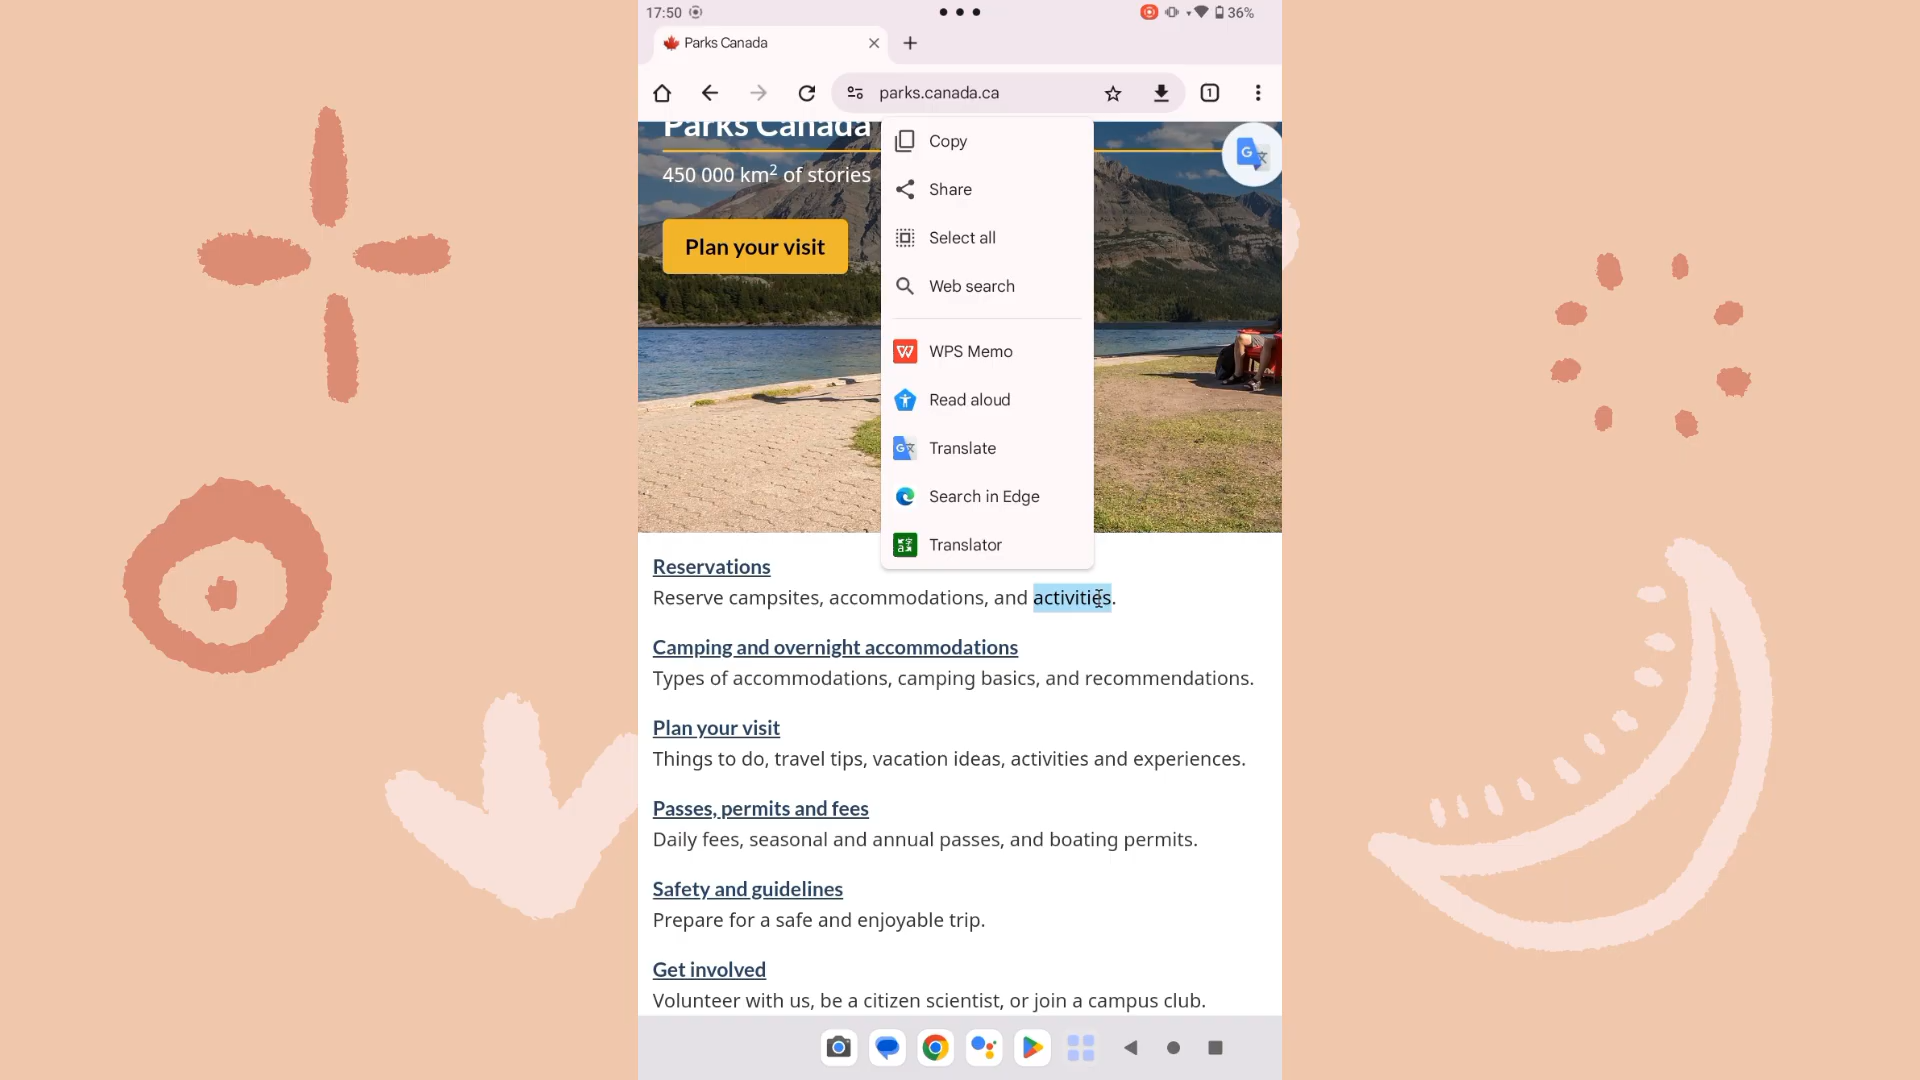 17:50 36%
Parks Canada
parks.canada.ca 1
Parks Canada
450 000 km² of stories
Plan your visit
Copy
Share
Select all
Web search
WPS Memo
Read aloud
Translate
Search in Edge
Translator
Reservations
Reserve campsites, accommodations, and activities.
Camping and overnight accommodations
Types of accommodations, camping basics, and recommendations.
Plan your visit
Things to do, travel tips, vacation ideas, activities and experiences.
Passes, permits and fees
Daily fees, seasonal and annual passes, and boating permits.
Safety and guidelines
Prepare for a safe and enjoyable trip.
Get involved
Volunteer with us, be a citizen scientist, or join a campus club.